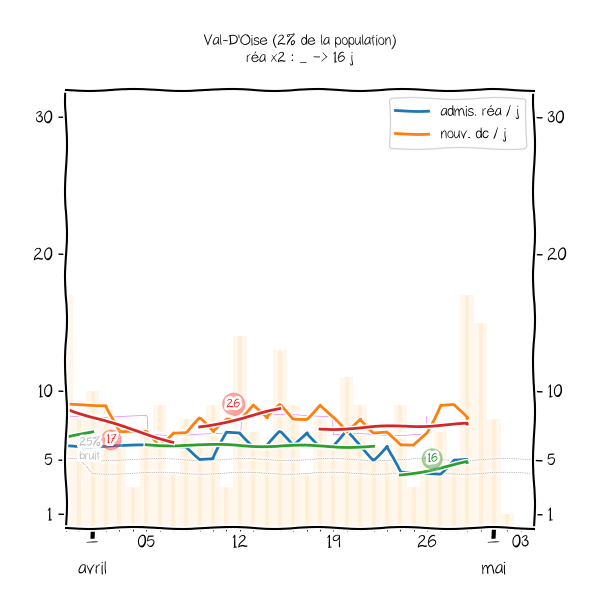 Val-D'Oise (2% de la population)
réa x2 : _ -> 16 j
admis. réa / j
nouv. dc / j
30
30
20
20
10
10
5
5
1
1
26
17
25%
bruit
16
05
12
19
26
03
avril
mai